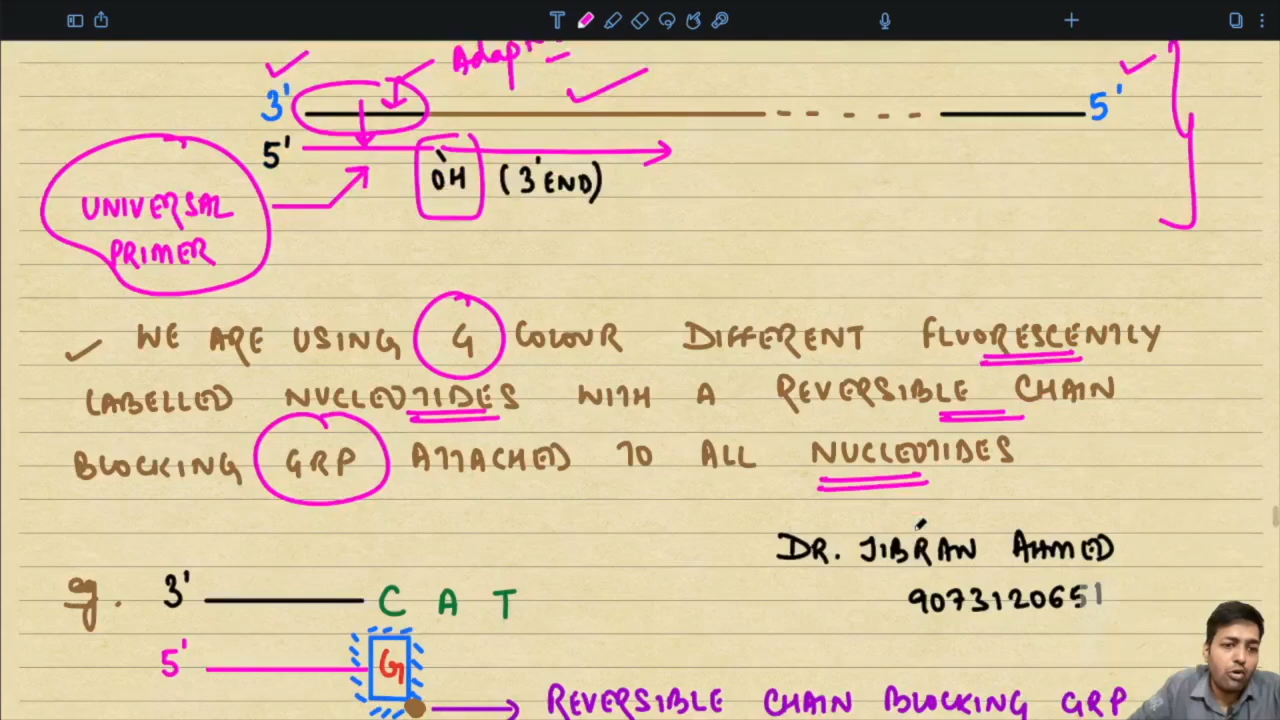 3' 5'
5' OH (3' END)
UNIVERSAL
PRIMER
WE ARE USING G COLOUR DIFFERENT FLUORESCENTLY
LABELLED NUCLEOTIDES WITH A REVERSIBLE CHAIN
BLOCKING GRP ATTACHED TO ALL NUCLEOTIDES
DR. JIBRAN AHMED
9073120651
eg. 3' C A T
5' G
REVERSIBLE CHAIN BLOCKING GRP